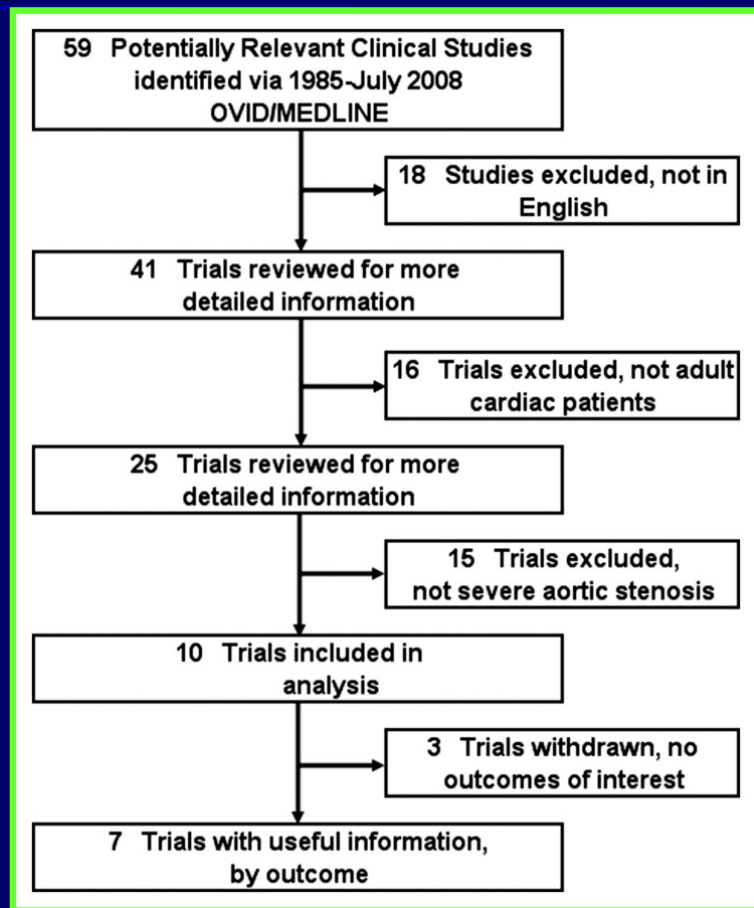 59 Potentially Relevant Clinical Studies
identified via 1985-July 2008
OVID/MEDLINE
18 Studies excluded, not in
English
41 Trials reviewed for more
detailed information
16 Trials excluded, not adult
cardiac patients
25 Trials reviewed for more
detailed information
15 Trials excluded,
not severe aortic stenosis
10 Trials included in
analysis
3 Trials withdrawn, no
outcomes of interest
7 Trials with useful information,
by outcome